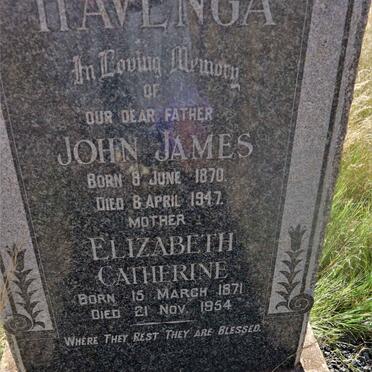 HAVENGA
In Loving Memory
OF
OUR DEAR FATHER
JOHN JAMES
BORN 8 JUNE 1870
DIED 8 APRIL 1947.
MOTHER
ELIZABETH
CATHERINE
BORN 15 MARCH 1871
DIED 21 NOV. 1954
WHERE THEY REST THEY ARE BLESSED.